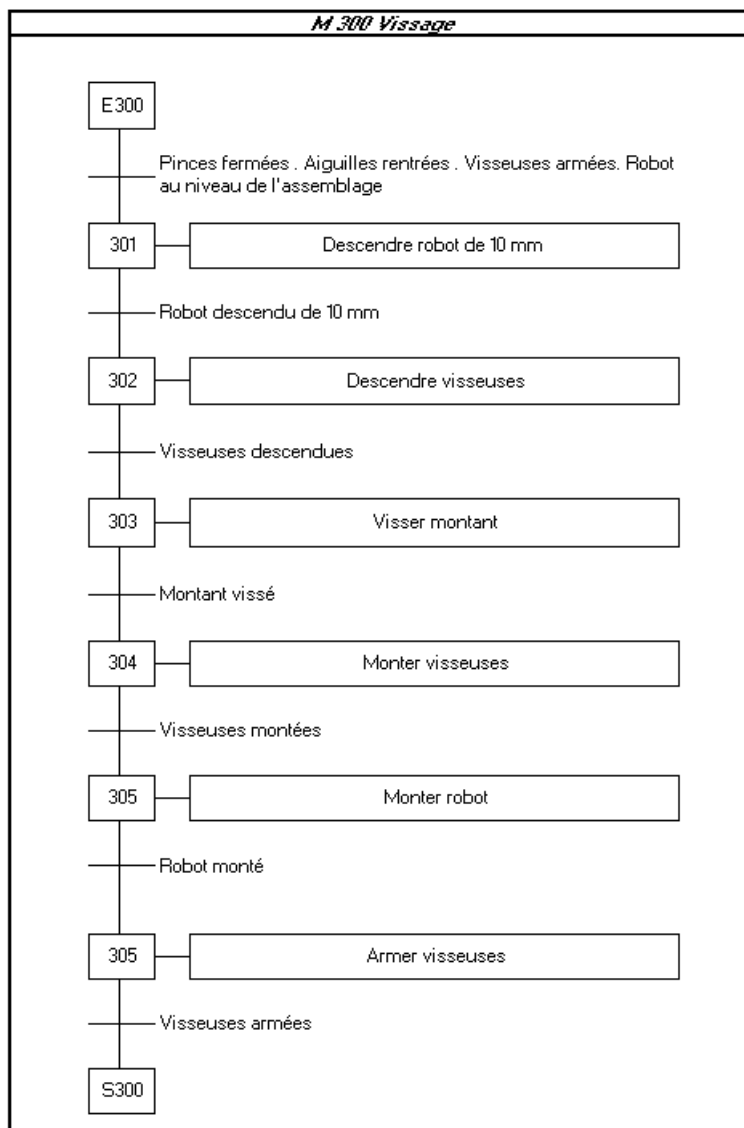 M 300 Vissage
E300
Pinces fermées . Aiguilles rentrées . Visseuses armées. Robot
au niveau de l'assemblage
301
Descendre robot de 10 mm
Robot descendu de 10 mm
302
Descendre visseuses
Visseuses descendues
303
Visser montant
Montant vissé
304
Monter visseuses
Visseuses montées
305
Monter robot
Robot monté
305
Armer visseuses
Visseuses armées
S300